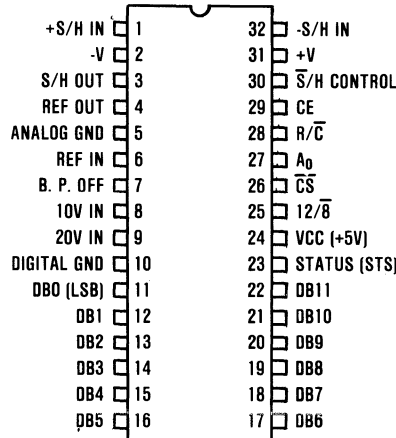 +S/H IN 1 32 -S/H IN
-V 2 31 +V
S/H OUT 3 30 S̅/H CONTROL
REF OUT 4 29 CE
ANALOG GND 5 28 R/C̅
REF IN 6 27 A₀
B. P. OFF 7 26 C̅S̅
10V IN 8 25 12/8̅
20V IN 9 24 VCC (+5V)
DIGITAL GND 10 23 STATUS (STS)
DB0 (LSB) 11 22 DB11
DB1 12 21 DB10
DB2 13 20 DB9
DB3 14 19 DB8
DB4 15 18 DB7
DB5 16 17 DB6